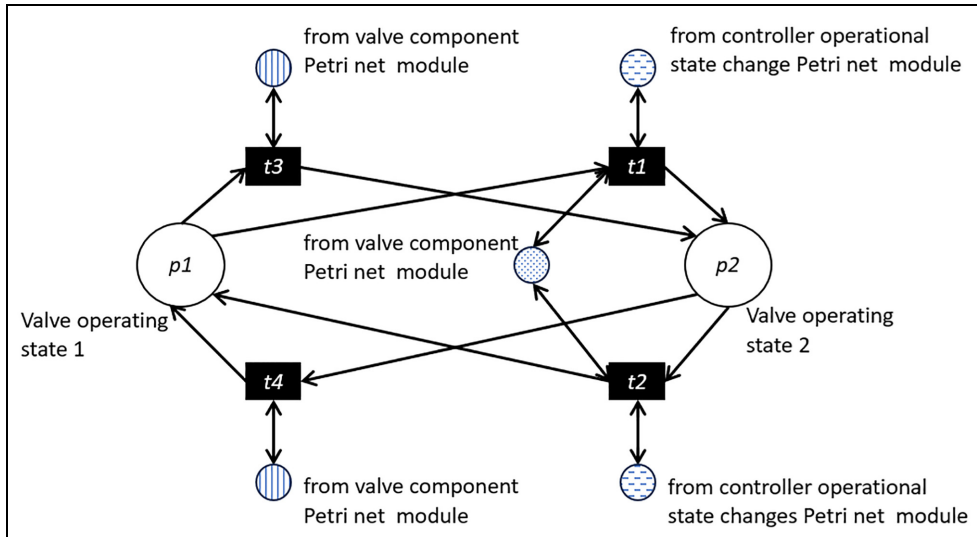 from valve component
Petri net  module
from controller operational
state change Petri net  module
t3
t1
from valve component
Petri net  module
p1
p2
Valve operating
state 1
Valve operating
state 2
t4
t2
from valve component
Petri net  module
from controller operational
state changes Petri net  module